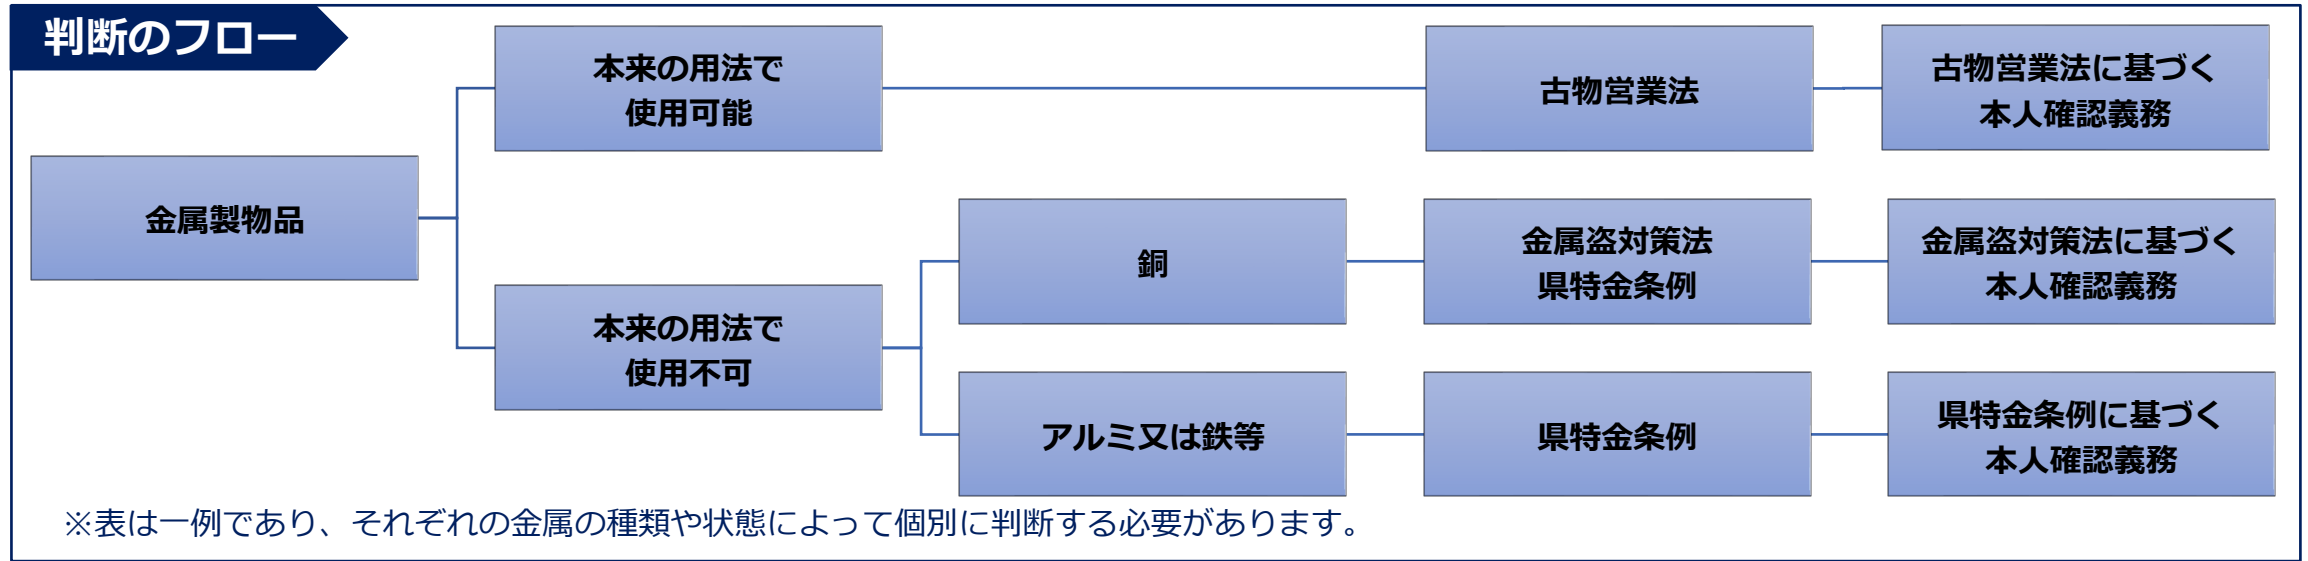 判断のフロー
本来の用法で
使用可能
古物営業法
古物営業法に基づく
本人確認義務
金属製物品
銅
金属盗対策法
県特金条例
金属盗対策法に基づく
本人確認義務
本来の用法で
使用不可
アルミ又は鉄等
県特金条例
県特金条例に基づく
本人確認義務
※表は一例であり、それぞれの金属の種類や状態によって個別に判断する必要があります。